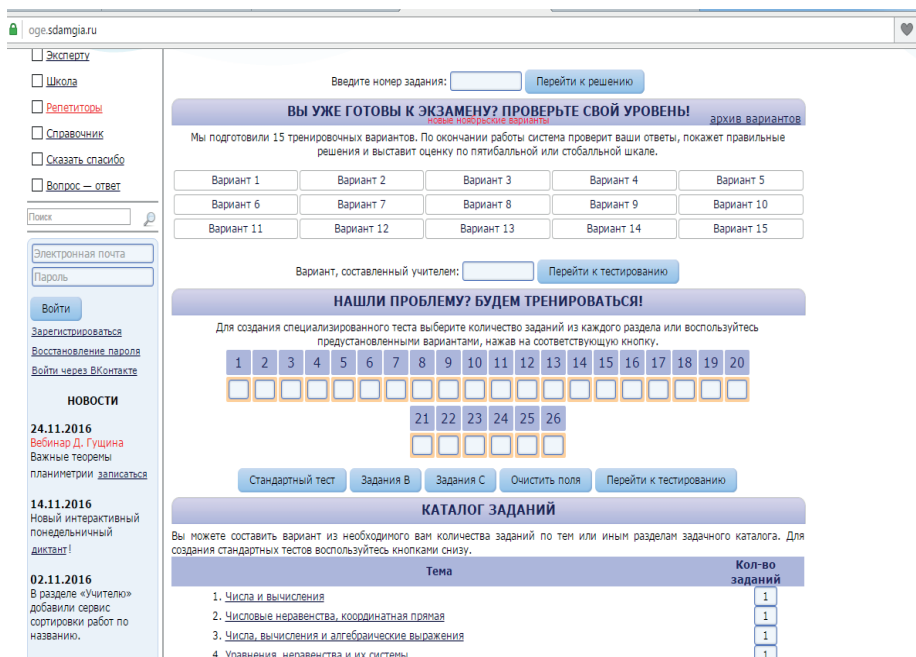 oge.sdamgia.ru
Эксперту
Школа
Репетиторы
Справочник
Сказать спасибо
Вопрос — ответ
Поиск
Электронная почта
Пароль
Войти
Зарегистрироваться
Восстановление пароля
Войти через ВКонтакте
НОВОСТИ
24.11.2016
Вебинар Д. Гущина
Важные теоремы
планиметрии записаться
14.11.2016
Новый интерактивный
понедельничный
диктант!
02.11.2016
В разделе «Учителю»
добавили сервис
сортировки работ по
названию.
Введите номер задания: Перейти к решению
ВЫ УЖЕ ГОТОВЫ К ЭКЗАМЕНУ? ПРОВЕРЬТЕ СВОЙ УРОВЕНЬ!
новые ноябрьские варианты
архив вариантов
Мы подготовили 15 тренировочных вариантов. По окончании работы система проверит ваши ответы, покажет правильные
решения и выставит оценку по пятибалльной или стобалльной шкале.
Вариант 1 Вариант 2 Вариант 3 Вариант 4 Вариант 5
Вариант 6 Вариант 7 Вариант 8 Вариант 9 Вариант 10
Вариант 11 Вариант 12 Вариант 13 Вариант 14 Вариант 15
Вариант, составленный учителем: Перейти к тестированию
НАШЛИ ПРОБЛЕМУ? БУДЕМ ТРЕНИРОВАТЬСЯ!
Для создания специализированного теста выберите количество заданий из каждого раздела или воспользуйтесь
предустановленными вариантами, нажав на соответствующую кнопку.
1 2 3 4 5 6 7 8 9 10 11 12 13 14 15 16 17 18 19 20
21 22 23 24 25 26
Стандартный тест Задания В Задания С Очистить поля Перейти к тестированию
КАТАЛОГ ЗАДАНИЙ
Вы можете составить вариант из необходимого вам количества заданий по тем или иным разделам задачного каталога. Для
создания стандартных тестов воспользуйтесь кнопками снизу.
Тема Кол-во
заданий
1. Числа и вычисления 1
2. Числовые неравенства, координатная прямая 1
3. Числа, вычисления и алгебраические выражения 1
4. Уравнения, неравенства и их системы 1